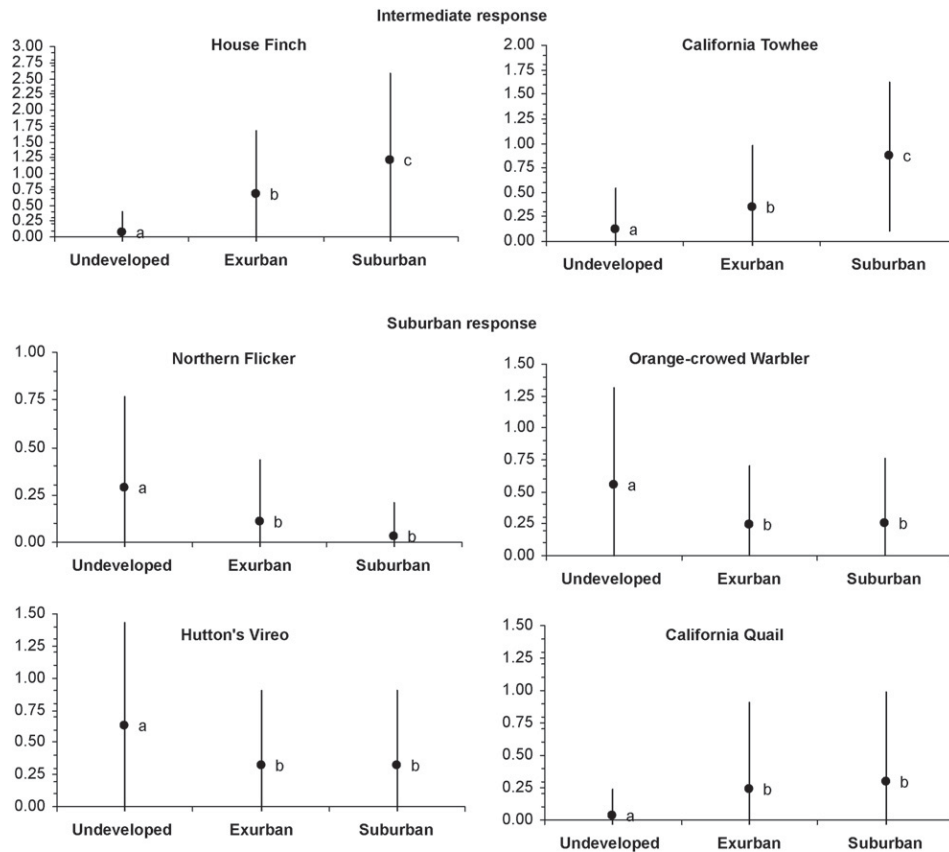 Intermediate response
House Finch
3.00
2.50
2.25
2.00
1.75
1.50
1.25
1.00
0.75
0.50
0.25
0.00
a
b
c
Undeveloped Exurban Suburban
California Towhee
2.00
1.75
1.50
1.25
1.00
0.75
0.50
0.25
0.00
a
b
c
Undeveloped Exurban Suburban
Suburban response
Northern Flicker
1.00
0.75
0.50
0.25
0.00
a
b
b
Undeveloped Exurban Suburban
Orange-crowed Warbler
1.50
1.25
1.00
0.75
0.50
0.25
0.00
a
b
b
Undeveloped Exurban Suburban
Hutton's Vireo
1.50
1.25
1.00
0.75
0.50
0.25
0.00
a
b
b
Undeveloped Exurban Suburban
California Quail
1.50
1.25
1.00
0.75
0.50
0.25
0.00
a
b
b
Undeveloped Exurban Suburban